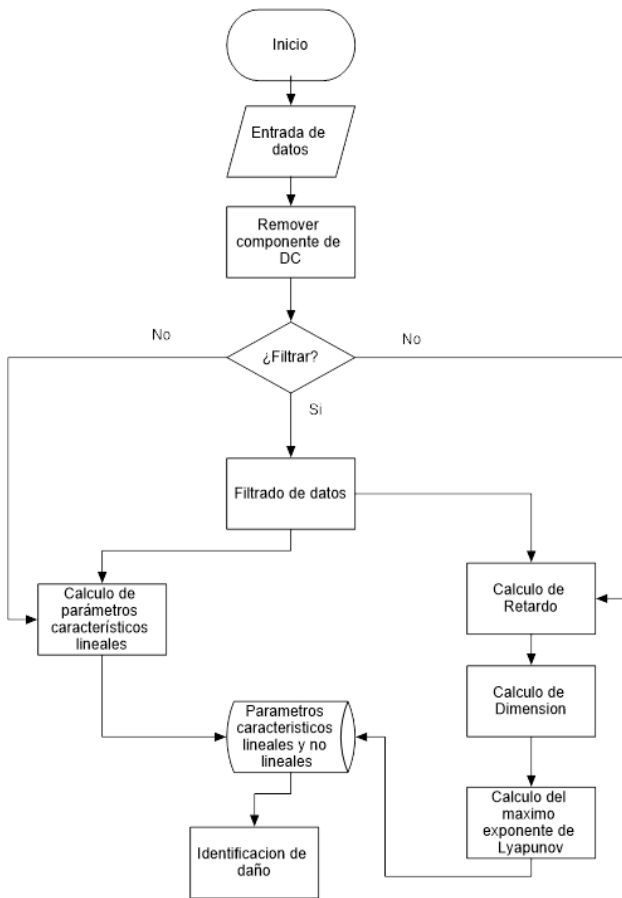 Inicio
Entrada de
datos
Remover
componente de
DC
No
¿Filtrar?
No
Si
Filtrado de datos
Calculo de
parámetros
característicos
lineales
Calculo de
Retardo
Calculo de
Dimension
Parametros
caracteristicos
lineales y no
lineales
Calculo del
maximo
exponente de
Lyapunov
Identificacion de
daño